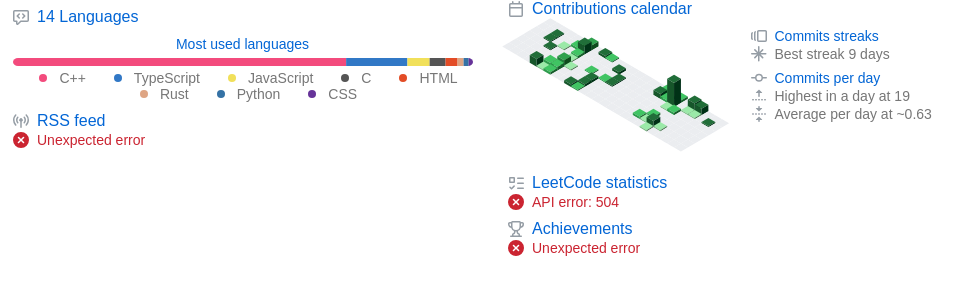 14 Languages
Most used languages
C++ TypeScript JavaScript C HTML
Rust Python CSS
RSS feed
Unexpected error
Contributions calendar
Commits streaks
Best streak 9 days
Commits per day
Highest in a day at 19
Average per day at ~0.63
LeetCode statistics
API error: 504
Achievements
Unexpected error